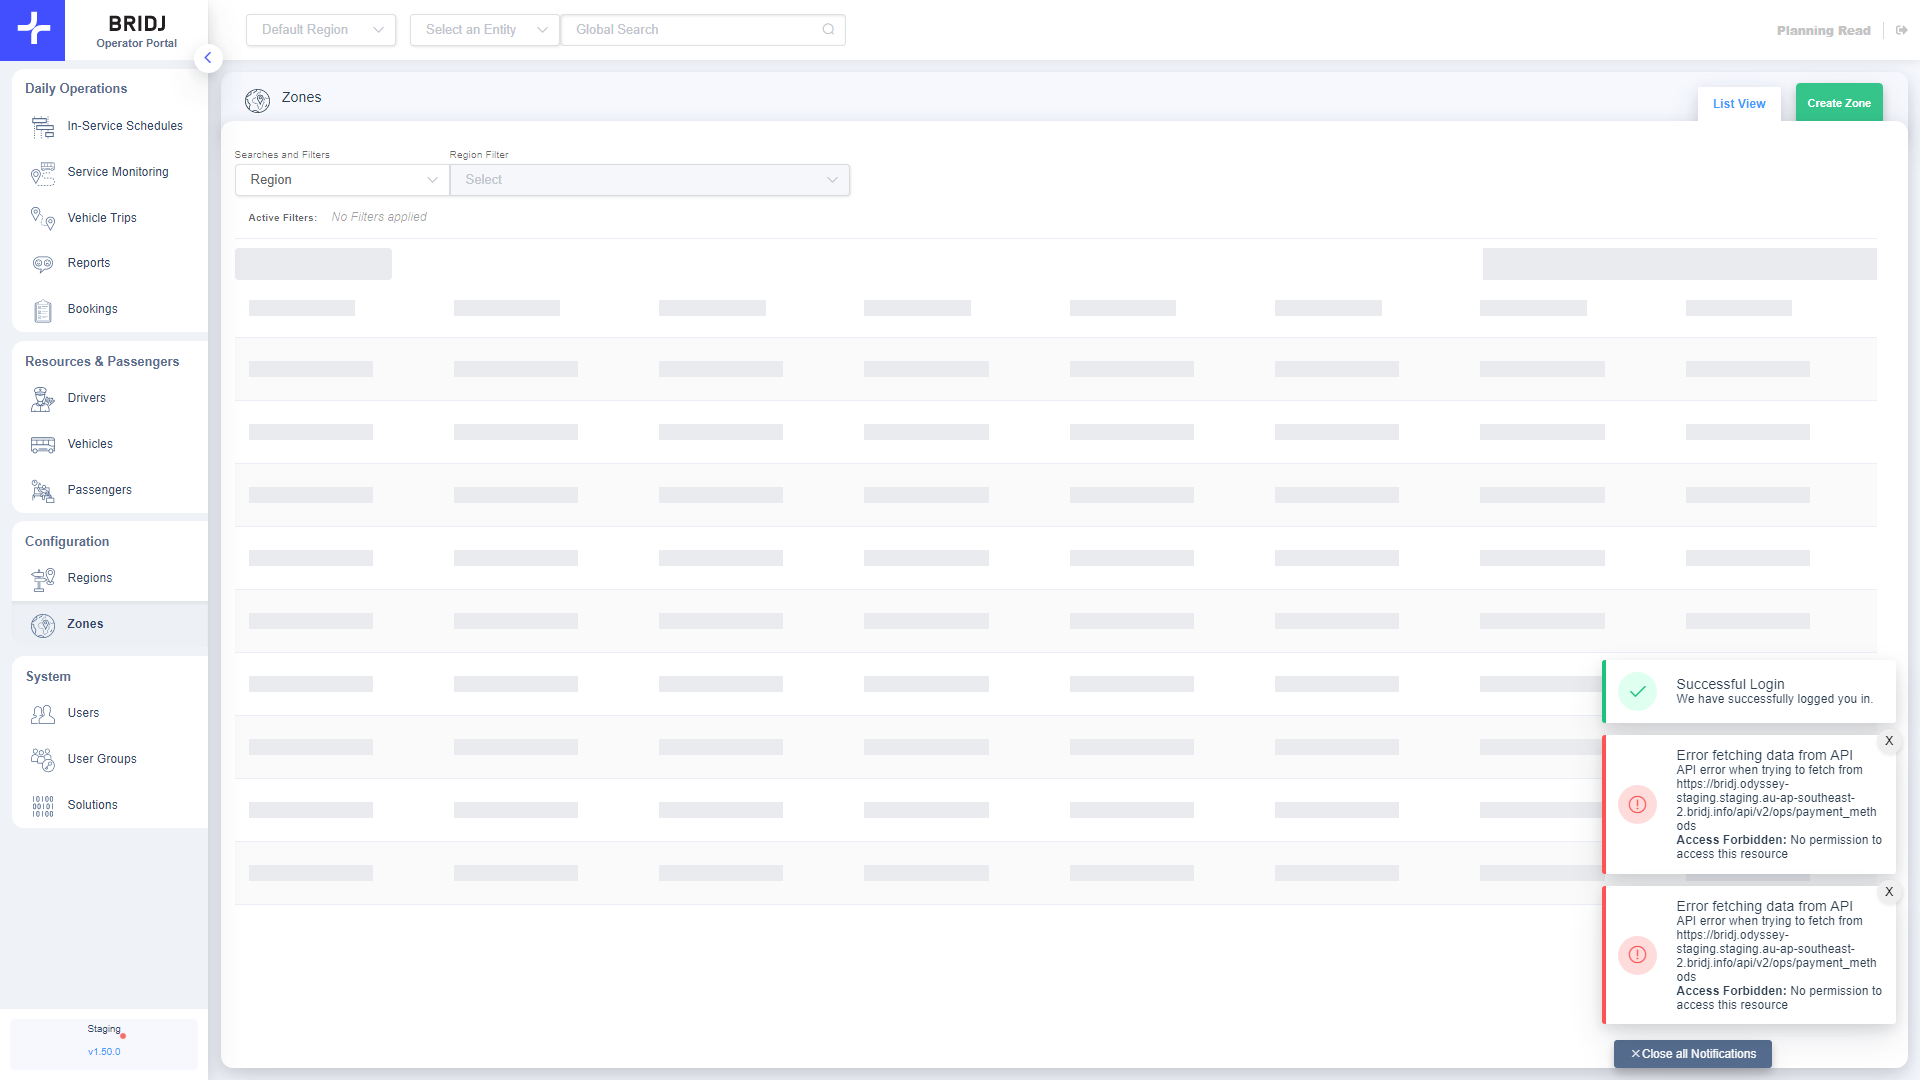 BRIDJ
Operator Portal
Default Region
Select an Entity
Global Search
Planning Read
Daily Operations
In-Service Schedules
Service Monitoring
Vehicle Trips
Reports
Bookings
Resources & Passengers
Drivers
Vehicles
Passengers
Configuration
Regions
Zones
System
Users
User Groups
Solutions
Staging
v1.50.0
Zones
List View
Create Zone
Searches and Filters
Region Filter
Region
Select
Active Filters: No Filters applied
Successful Login
We have successfully logged you in.
X
Error fetching data from API
API error when trying to fetch from
https://bridj.odyssey-
staging.staging.au-ap-southeast-
2.bridj.info/api/v2/ops/payment_meth
ods
Access Forbidden: No permission to
access this resource
X
Error fetching data from API
API error when trying to fetch from
https://bridj.odyssey-
staging.staging.au-ap-southeast-
2.bridj.info/api/v2/ops/payment_meth
ods
Access Forbidden: No permission to
access this resource
✕Close all Notifications